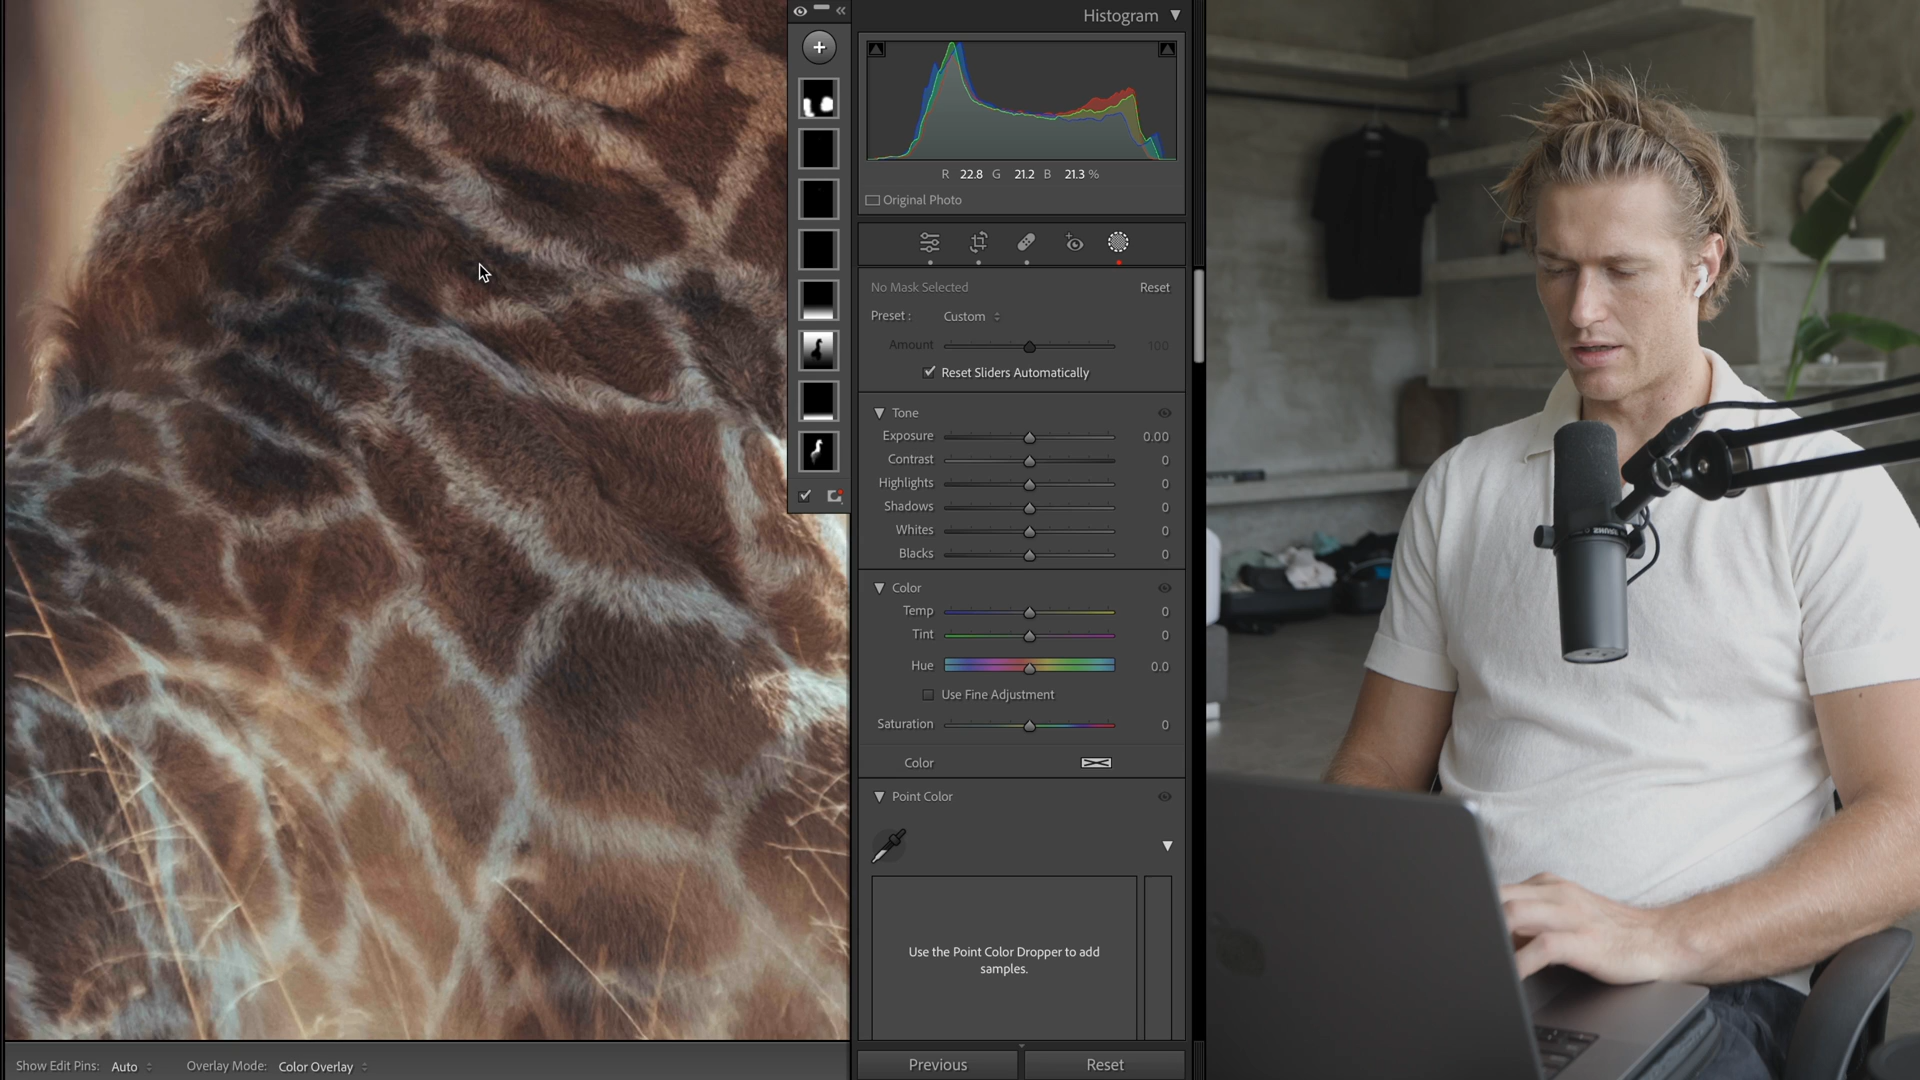 Histogram
R 22.8 G 21.2 B 21.3 %
Original Photo
No Mask Selected Reset
Preset : Custom
Amount 100
Reset Sliders Automatically
Tone
Exposure 0.00
Contrast 0
Highlights 0
Shadows 0
Whites 0
Blacks 0
Color
Temp 0
Tint 0
Hue 0.0
Use Fine Adjustment
Saturation 0
Color
Point Color
Use the Point Color Dropper to add
samples.
Previous Reset
Show Edit Pins: Auto Overlay Mode: Color Overlay
SHURE